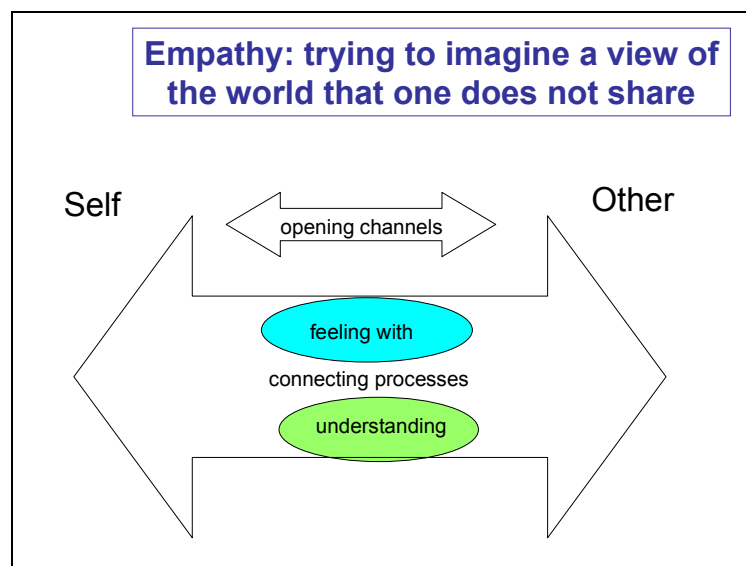 Empathy: trying to imagine a view of
the world that one does not share
Self
Other
opening channels
feeling with
connecting processes
understanding